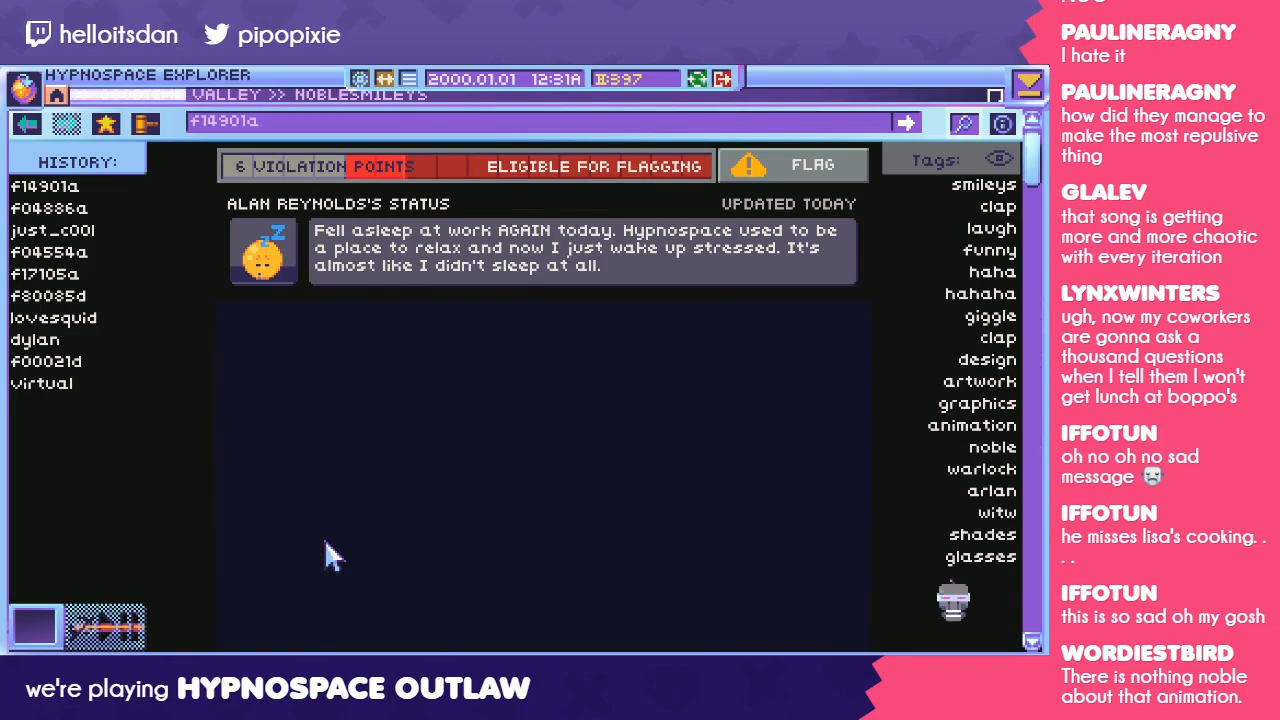 helloitsdan pipopixie
HYPNOSPACE EXPLORER
2000.01.01 12:31A 397
VALLEY >> NOBLESMILEYS
f14901a
HISTORY:
f14901a
f04886a
just_c00l
f04554a
f17105a
f80085d
lovesquid
dylan
f00021d
virtual
6 VIOLATION POINTS ELIGIBLE FOR FLAGGING
FLAG
ALAN REYNOLDS'S STATUS UPDATED TODAY
Fell asleep at work AGAIN today. Hypnospace used to be
a place to relax and now I just wake up stressed. It's
almost like I didn't sleep at all.
Tags:
smileys
clap
laugh
funny
haha
hahaha
giggle
clap
design
artwork
graphics
animation
noble
warlock
arlan
witw
shades
glasses
PAULINERAGNY
I hate it
PAULINERAGNY
how did they manage to
make the most repulsive
thing
GLALEV
that song is getting
more and more chaotic
with every iteration
LYNXWINTERS
ugh, now my coworkers
are gonna ask a
thousand questions
when I tell them I won't
get lunch at boppo's
IFFOTUN
oh no oh no sad
message
IFFOTUN
he misses lisa's cooking. .
. .
IFFOTUN
this is so sad oh my gosh
WORDIESTBIRD
There is nothing noble
about that animation.
we're playing HYPNOSPACE OUTLAW